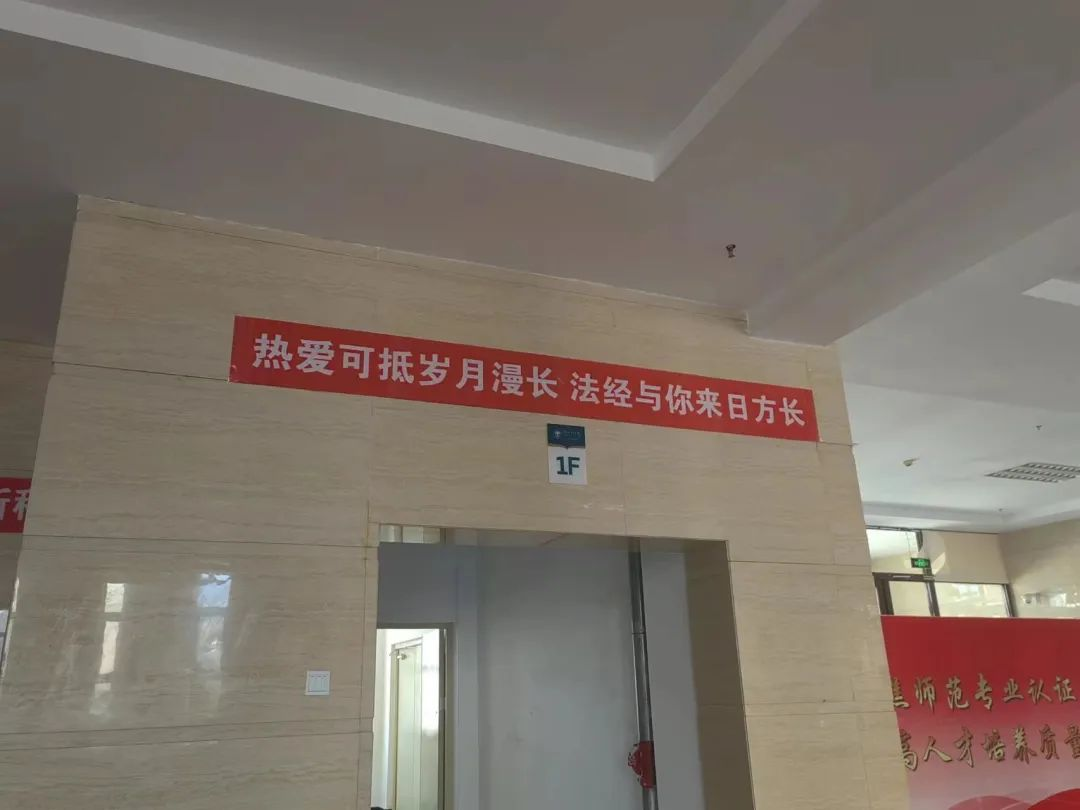 热爱可抵岁月漫长 法经与你来日方长
1F
师范专业认证
人才培养质量